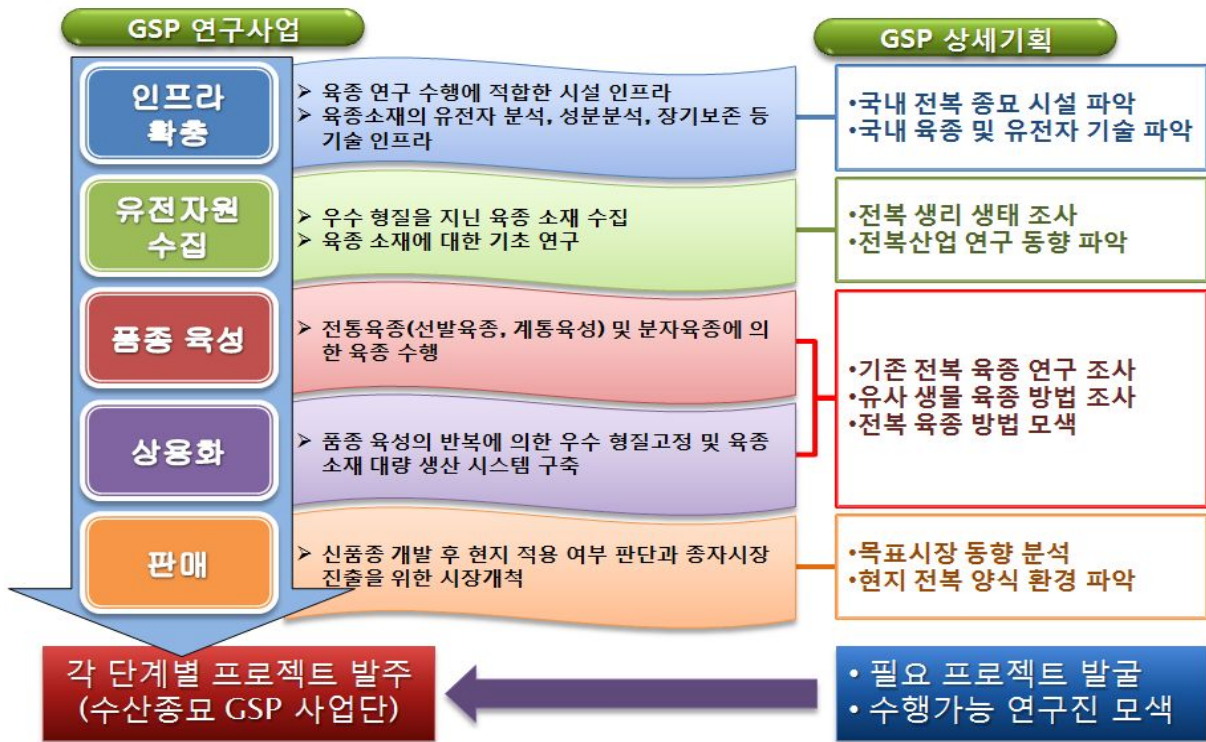 GSP 연구사업
GSP 상세기획
인프라
확충
➢ 육종 연구 수행에 적합한 시설 인프라
➢ 육종소재의 유전자 분석, 성분분석, 장기보존 등
기술 인프라
•국내 전복 종묘 시설 파악
•국내 육종 및 유전자 기술 파악
유전자원
수집
➢ 우수 형질을 지닌 육종 소재 수집
➢ 육종 소재에 대한 기초 연구
•전복 생리 생태 조사
•전복산업 연구 동향 파악
품종 육성
➢ 전통육종(선발육종, 계통육성) 및 분자육종에 의
한 육종 수행
•기존 전복 육종 연구 조사
•유사 생물 육종 방법 조사
•전복 육종 방법 모색
상용화
➢ 품종 육성의 반복에 의한 우수 형질고정 및 육종
소재 대량 생산 시스템 구축
판매
➢ 신품종 개발 후 현지 적용 여부 판단과 종자시장
진출을 위한 시장개척
•목표시장 동향 분석
•현지 전복 양식 환경 파악
각 단계별 프로젝트 발주
(수산종묘 GSP 사업단)
• 필요 프로젝트 발굴
• 수행가능 연구진 모색